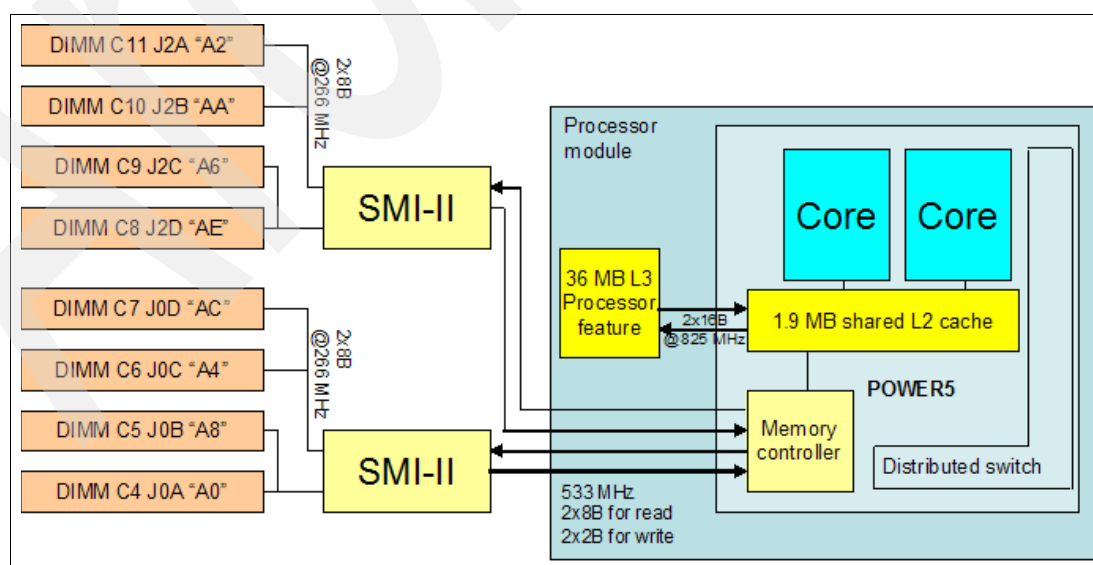 DIMM C11 J2A “A2”
DIMM C10 J2B “AA”
DIMM C9 J2C “A6”
DIMM C8 J2D “AE”
2x8B
@266 MHz
SMI-II
DIMM C7 J0D “AC”
DIMM C6 J0C “A4”
DIMM C5 J0B “A8”
DIMM C4 J0A “A0”
2x8B
@266 MHz
SMI-II
Processor
module
Core
Core
36 MB L3
Processor
feature
2x16B
@825 MHz
1.9 MB shared L2 cache
POWER5
Memory
controller
Distributed switch
533 MHz
2x8B for read
2x2B for write